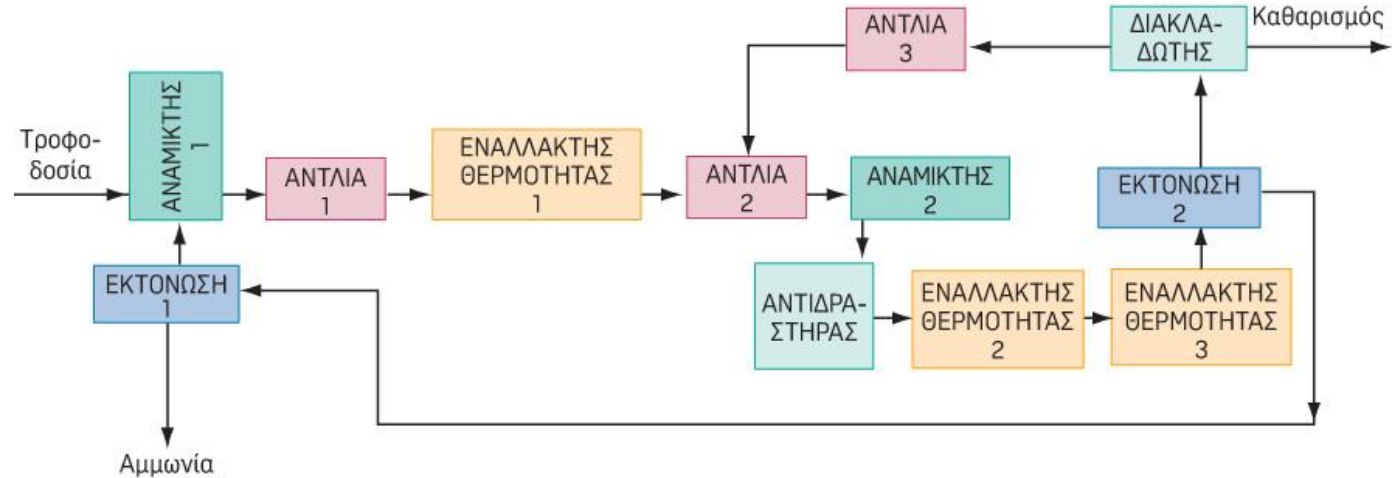 Τροφο-
δοσία
ΑΝΑΜΙΚΤΗΣ
1
ΑΝΤΛΙΑ
1
ΕΝΑΛΛΑΚΤΗΣ
ΘΕΡΜΟΤΗΤΑΣ
1
ΑΝΤΛΙΑ
2
ΑΝΑΜΙΚΤΗΣ
2
ΑΝΤΛΙΑ
3
ΔΙΑΚΛΑ-
ΔΩΤΗΣ
Καθαρισμός
ΕΚΤΟΝΩΣΗ
2
ΕΚΤΟΝΩΣΗ
1
ΑΝΤΙΔΡΑ-
ΣΤΗΡΑΣ
ΕΝΑΛΛΑΚΤΗΣ
ΘΕΡΜΟΤΗΤΑΣ
2
ΕΝΑΛΛΑΚΤΗΣ
ΘΕΡΜΟΤΗΤΑΣ
3
Αμμωνία